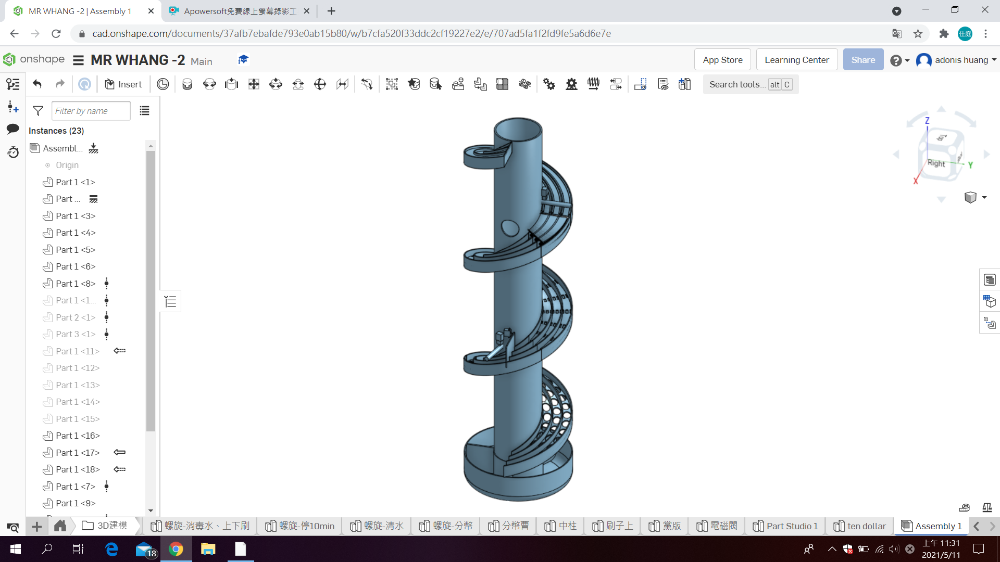 MR WHANG -2 | Assembly 1
Apowersoft免費線上螢幕錄影工
cad.onshape.com/documents/37afb7ebafde793e0ab15b80/w/b7cfa520f33ddc2cf19227e2/e/707ad5fa1f2fd9fe5a6d6e7e
仕庭
onshape
MR WHANG -2 Main
App Store
Learning Center
Share
adonis huang
Insert
Search tools... alt C
Filter by name
Instances (23)
Assembl...
Origin
Part 1 <1>
Part ...
Part 1 <3>
Part 1 <4>
Part 1 <5>
Part 1 <6>
Part 1 <8>
Part 1 <1...
Part 2 <1>
Part 3 <1>
Part 1 <11>
Part 1 <12>
Part 1 <13>
Part 1 <14>
Part 1 <15>
Part 1 <16>
Part 1 <17>
Part 1 <18>
Part 1 <7>
Part 1 <9>
Z
Top
Right
Y
X
3D建模
螺旋-消毒水、上下刷
螺旋-停10min
螺旋-清水
螺旋-分幣
分幣曹
中柱
刷子上
黨版
電磁閥
Part Studio 1
ten dollar
Assembly 1
18
上午 11:31
2021/5/11